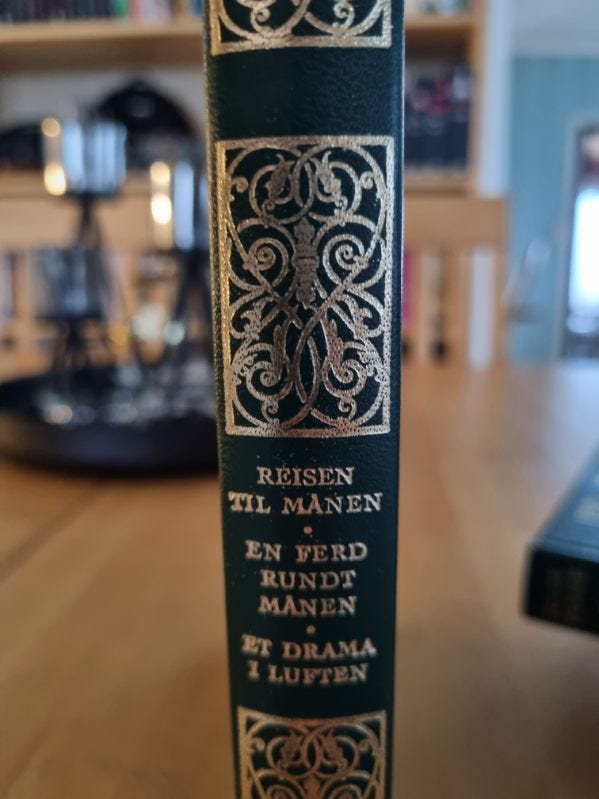 REISEN
TIL MÅNEN
•
EN FERD
RUNDT
MÅNEN
•
ET DRAMA
I LUFTEN